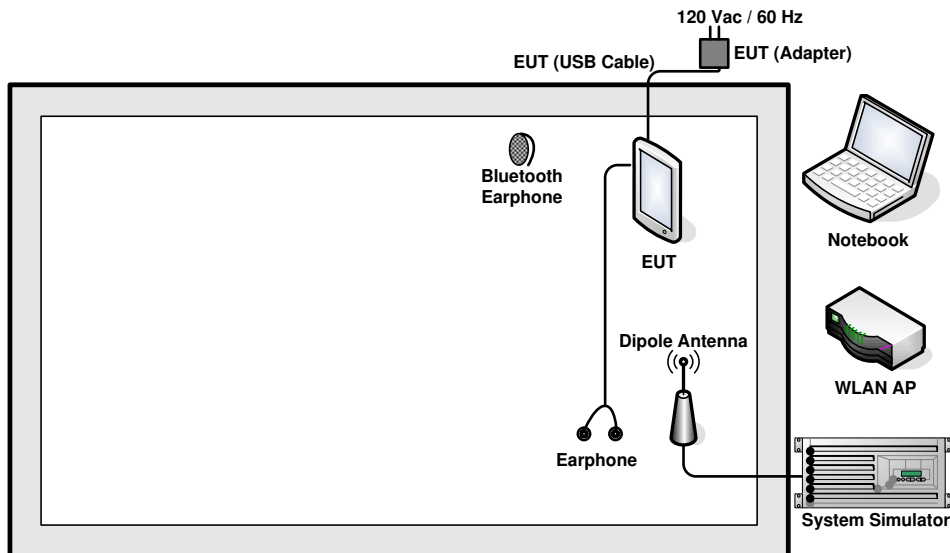 120 Vac / 60 Hz
EUT (USB Cable)
EUT (Adapter)
Bluetooth
Earphone
EUT
Notebook
Dipole Antenna
WLAN AP
Earphone
System Simulator